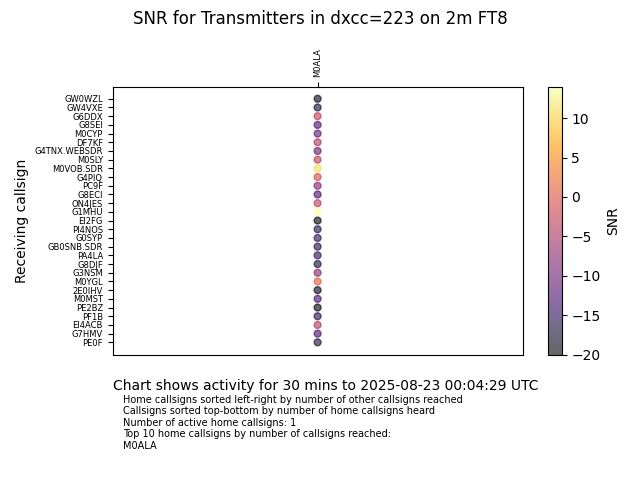 SNR for Transmitters in dxcc=223 on 2m FT8
M0ALA
GW0WZL
GW4VXE
G6DDX
G8SEI
M0CYP
DF7KF
G4TNX.WEBSDR
M0SLY
M0VOB.SDR
G4PIQ
PC9F
G8ECI
ON4IES
G1MHU
EI2FG
PI4NOS
G0SYP
GB0SNB.SDR
PA4LA
G8DJF
G3NSM
M0YGL
2E0IHV
M0MST
PE2BZ
PF1B
EI4ACB
G7HMV
PE0F
Receiving callsign
10
5
0
−5
−10
−15
−20
SNR
Chart shows activity for 30 mins to 2025-08-23 00:04:29 UTC
Home callsigns sorted left-right by number of other callsigns reached
Callsigns sorted top-bottom by number of home callsigns heard
Number of active home callsigns: 1
Top 10 home callsigns by number of callsigns reached:
M0ALA